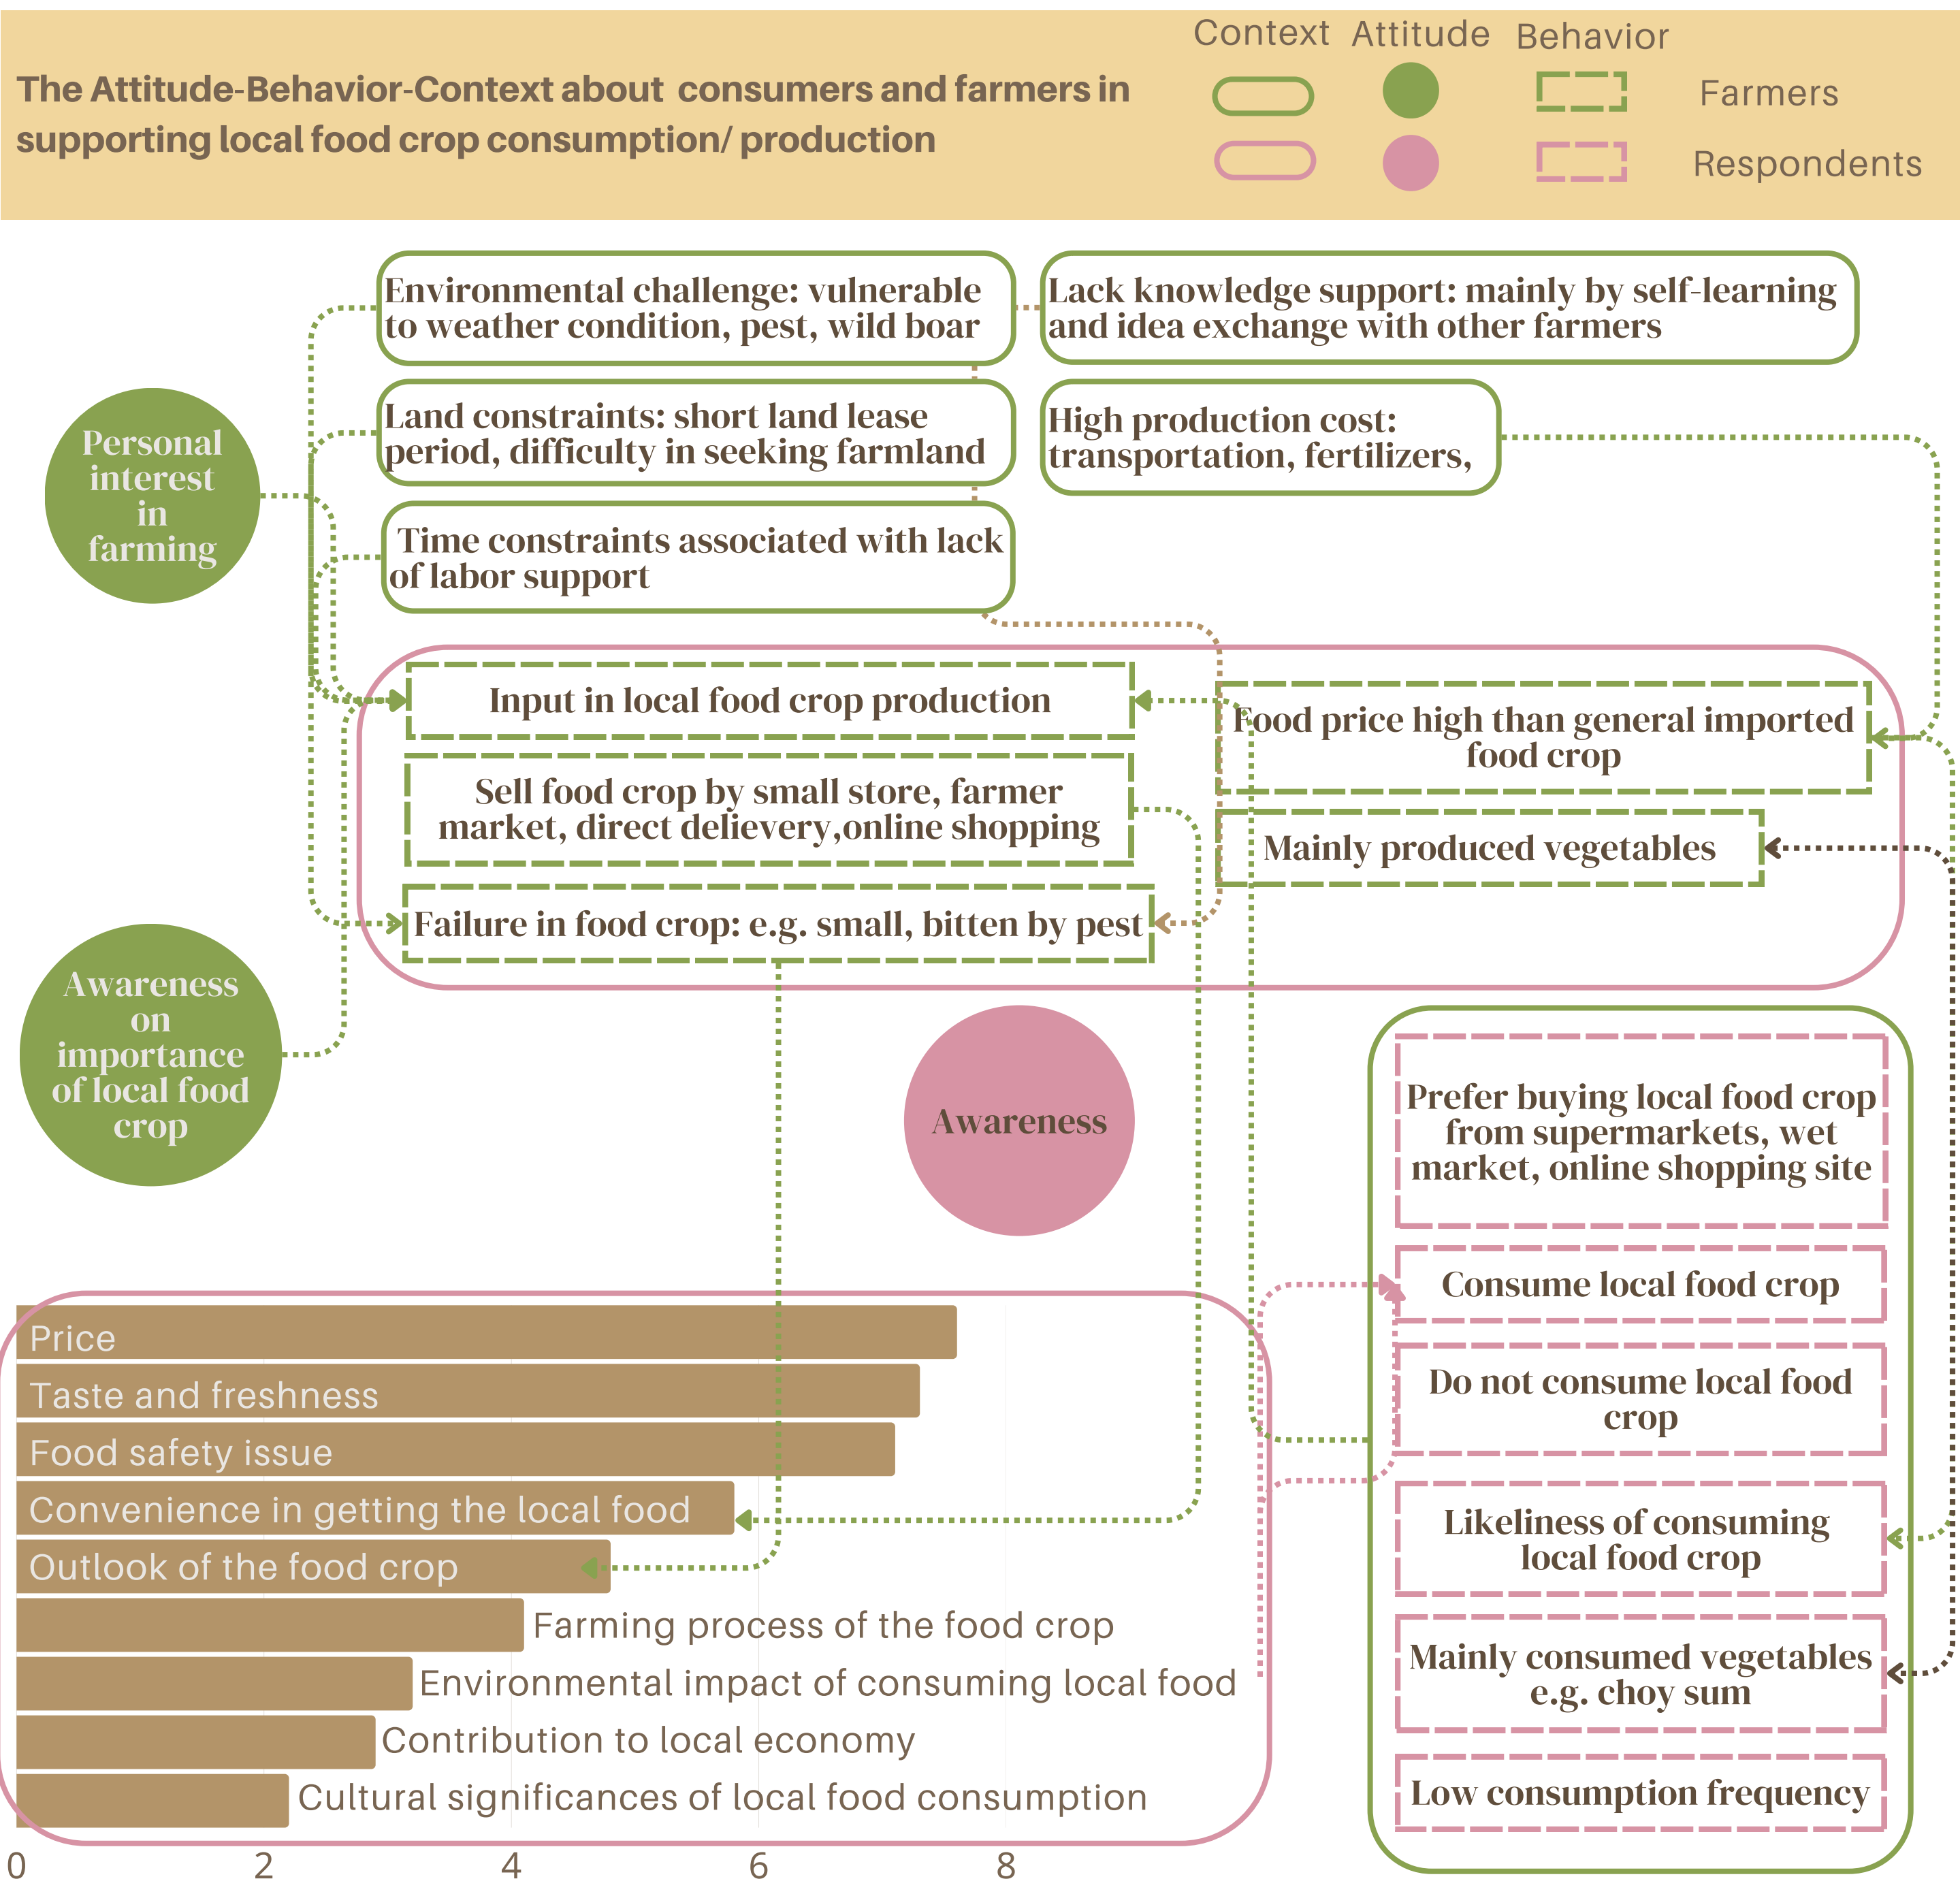 The Attitude-Behavior-Context about consumers and farmers in
supporting local food crop consumption/ production
Context Attitude Behavior
Farmers
Respondents
Environmental challenge: vulnerable
to weather condition, pest, wild boar
Lack knowledge support: mainly by self-learning
and idea exchange with other farmers
Land constraints: short land lease
period, difficulty in seeking farmland
High production cost:
transportation, fertilizers,
Personal
interest
in
farming
Time constraints associated with lack
of labor support
Input in local food crop production
Food price high than general imported
food crop
Sell food crop by small store, farmer
market, direct delievery,online shopping
Mainly produced vegetables
Failure in food crop: e.g. small, bitten by pest
Awareness
on
importance
of local food
crop
Awareness
Prefer buying local food crop
from supermarkets, wet
market, online shopping site
Consume local food crop
Do not consume local food
crop
Likeliness of consuming
local food crop
Mainly consumed vegetables
e.g. choy sum
Low consumption frequency
Price
Taste and freshness
Food safety issue
Convenience in getting the local food
Outlook of the food crop
Farming process of the food crop
Environmental impact of consuming local food
Contribution to local economy
Cultural significances of local food consumption
0 2 4 6 8